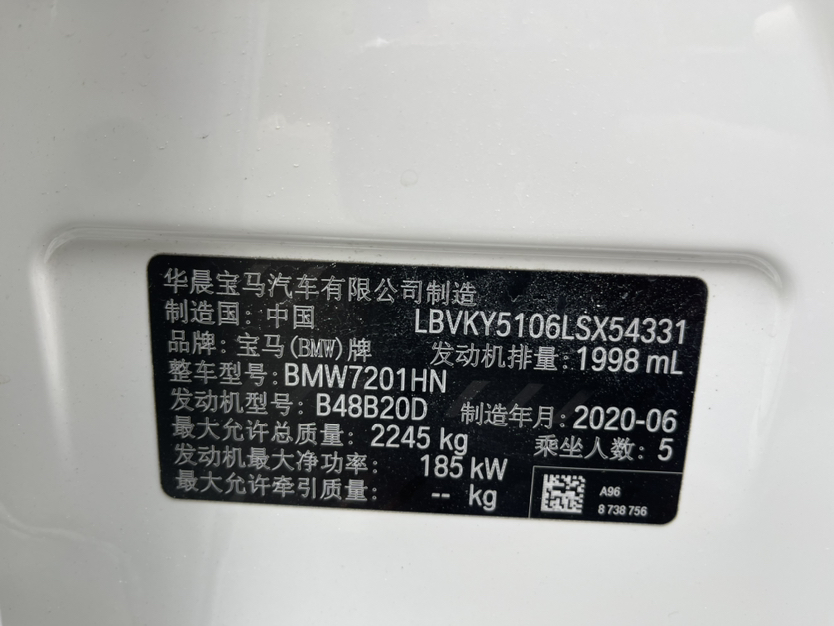 华晨宝马汽车有限公司制造
制造国：中国 LBVKY5106LSX54331
品牌：宝马(BMW)牌 发动机排量：1998 mL
整车型号：BMW7201HN
发动机型号：B48B20D 制造年月：2020-06
最大允许总质量：2245 kg 乘坐人数：5
发动机最大净功率：185 kW
最大允许牵引质量：-- kg
A96
8 738 756